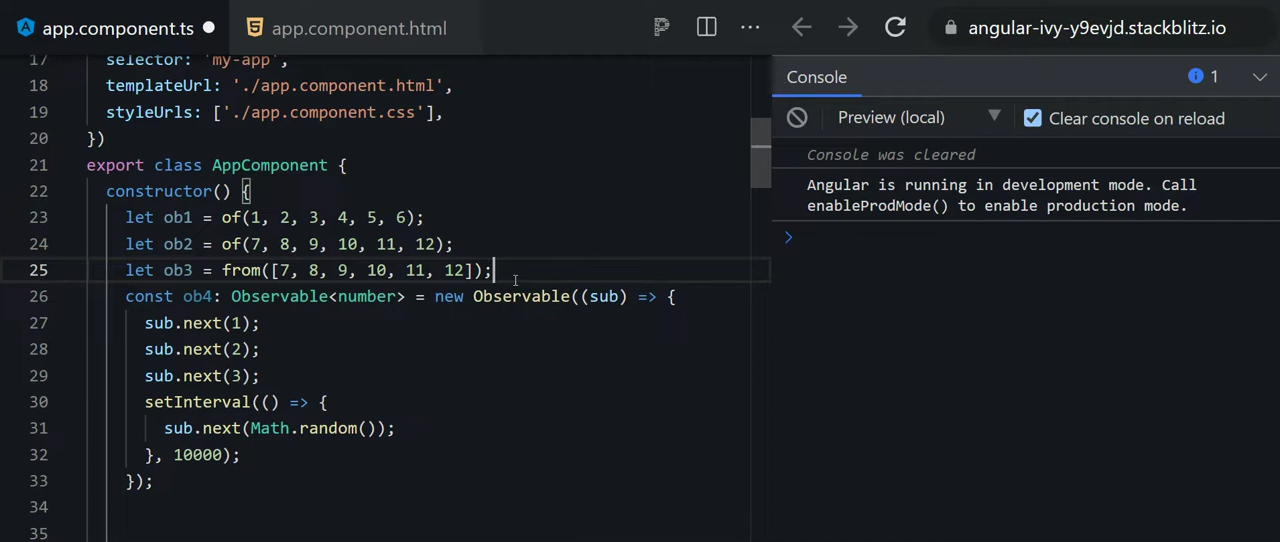 app.component.ts
app.component.html
angular-ivy-y9evjd.stackblitz.io
17 selector: 'my-app',
18 templateUrl: './app.component.html',
19 styleUrls: ['./app.component.css'],
20 })
21 export class AppComponent {
22 constructor() {
23 let ob1 = of(1, 2, 3, 4, 5, 6);
24 let ob2 = of(7, 8, 9, 10, 11, 12);
25 let ob3 = from([7, 8, 9, 10, 11, 12]);
26 const ob4: Observable<number> = new Observable((sub) => {
27 sub.next(1);
28 sub.next(2);
29 sub.next(3);
30 setInterval(() => {
31 sub.next(Math.random());
32 }, 10000);
33 });
34
35
Console
1
Preview (local)
Clear console on reload
Console was cleared
Angular is running in development mode. Call
enableProdMode() to enable production mode.